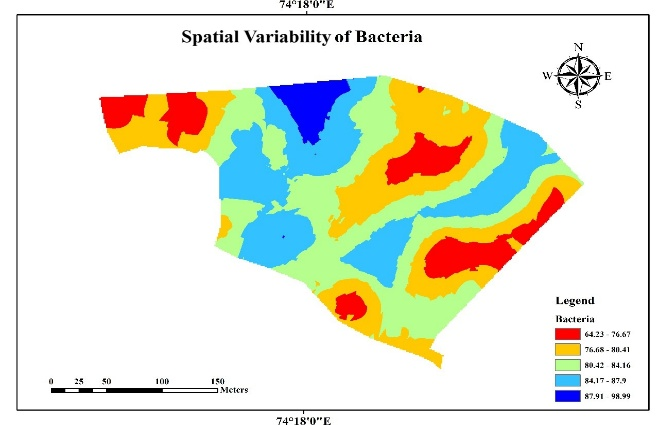 74°18'0"E
Spatial Variability of Bacteria
N
W E
S
Legend
Bacteria
64.23 - 76.67
76.68 - 80.41
80.42 - 84.16
84.17 - 87.9
87.91 - 98.99
0 25 50 100 150
Meters
74°18'0"E